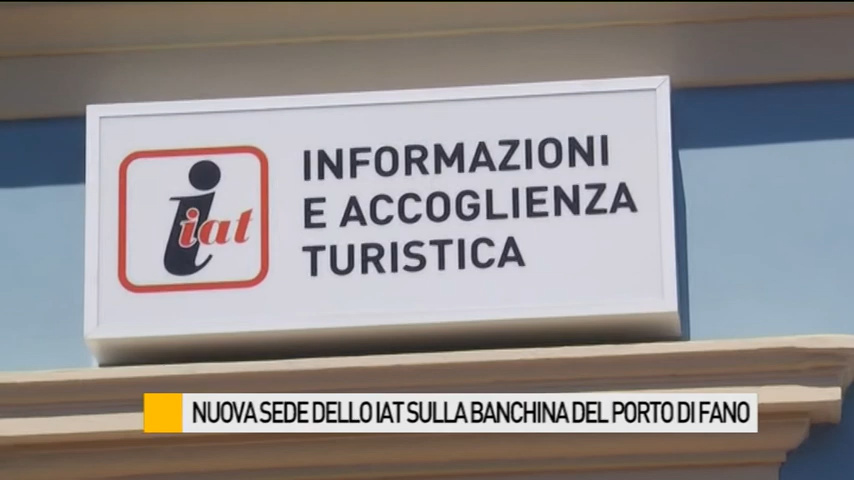 iat
INFORMAZIONI
E ACCOGLIENZA
TURISTICA
NUOVA SEDE DELLO IAT SULLA BANCHINA DEL PORTO DI FANO